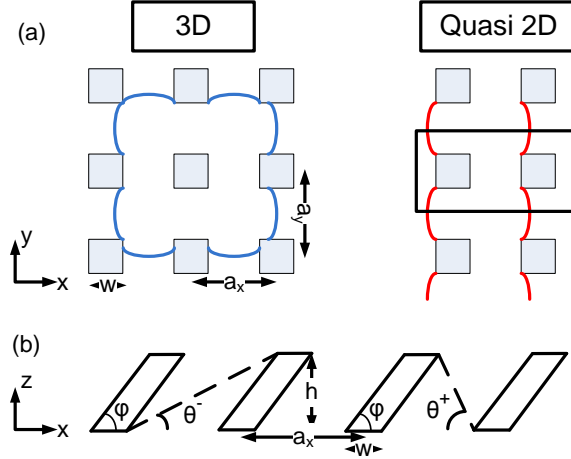 (a)
3D
Quasi 2D
a_y
y
x
w
a_x
(b)
z
x
φ
θ⁻
h
a_x
φ
w
θ⁺